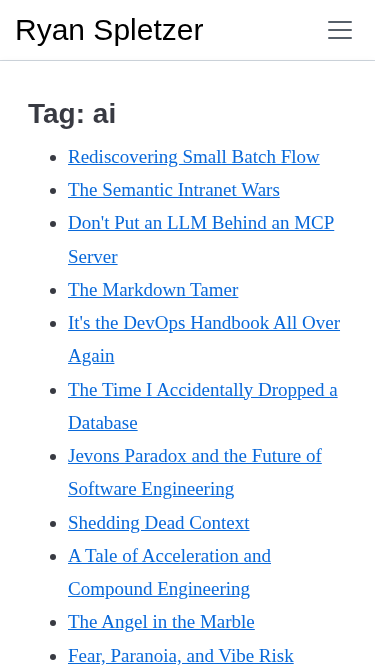 Ryan Spletzer
Tag: ai
Rediscovering Small Batch Flow
The Semantic Intranet Wars
Don't Put an LLM Behind an MCP
Server
The Markdown Tamer
It's the DevOps Handbook All Over
Again
The Time I Accidentally Dropped a
Database
Jevons Paradox and the Future of
Software Engineering
Shedding Dead Context
A Tale of Acceleration and
Compound Engineering
The Angel in the Marble
Fear, Paranoia, and Vibe Risk